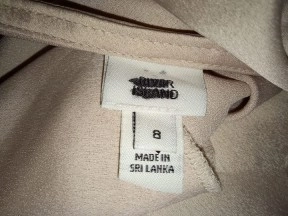 RIVER
ISLAND
8
MADE IN
SRI LANKA